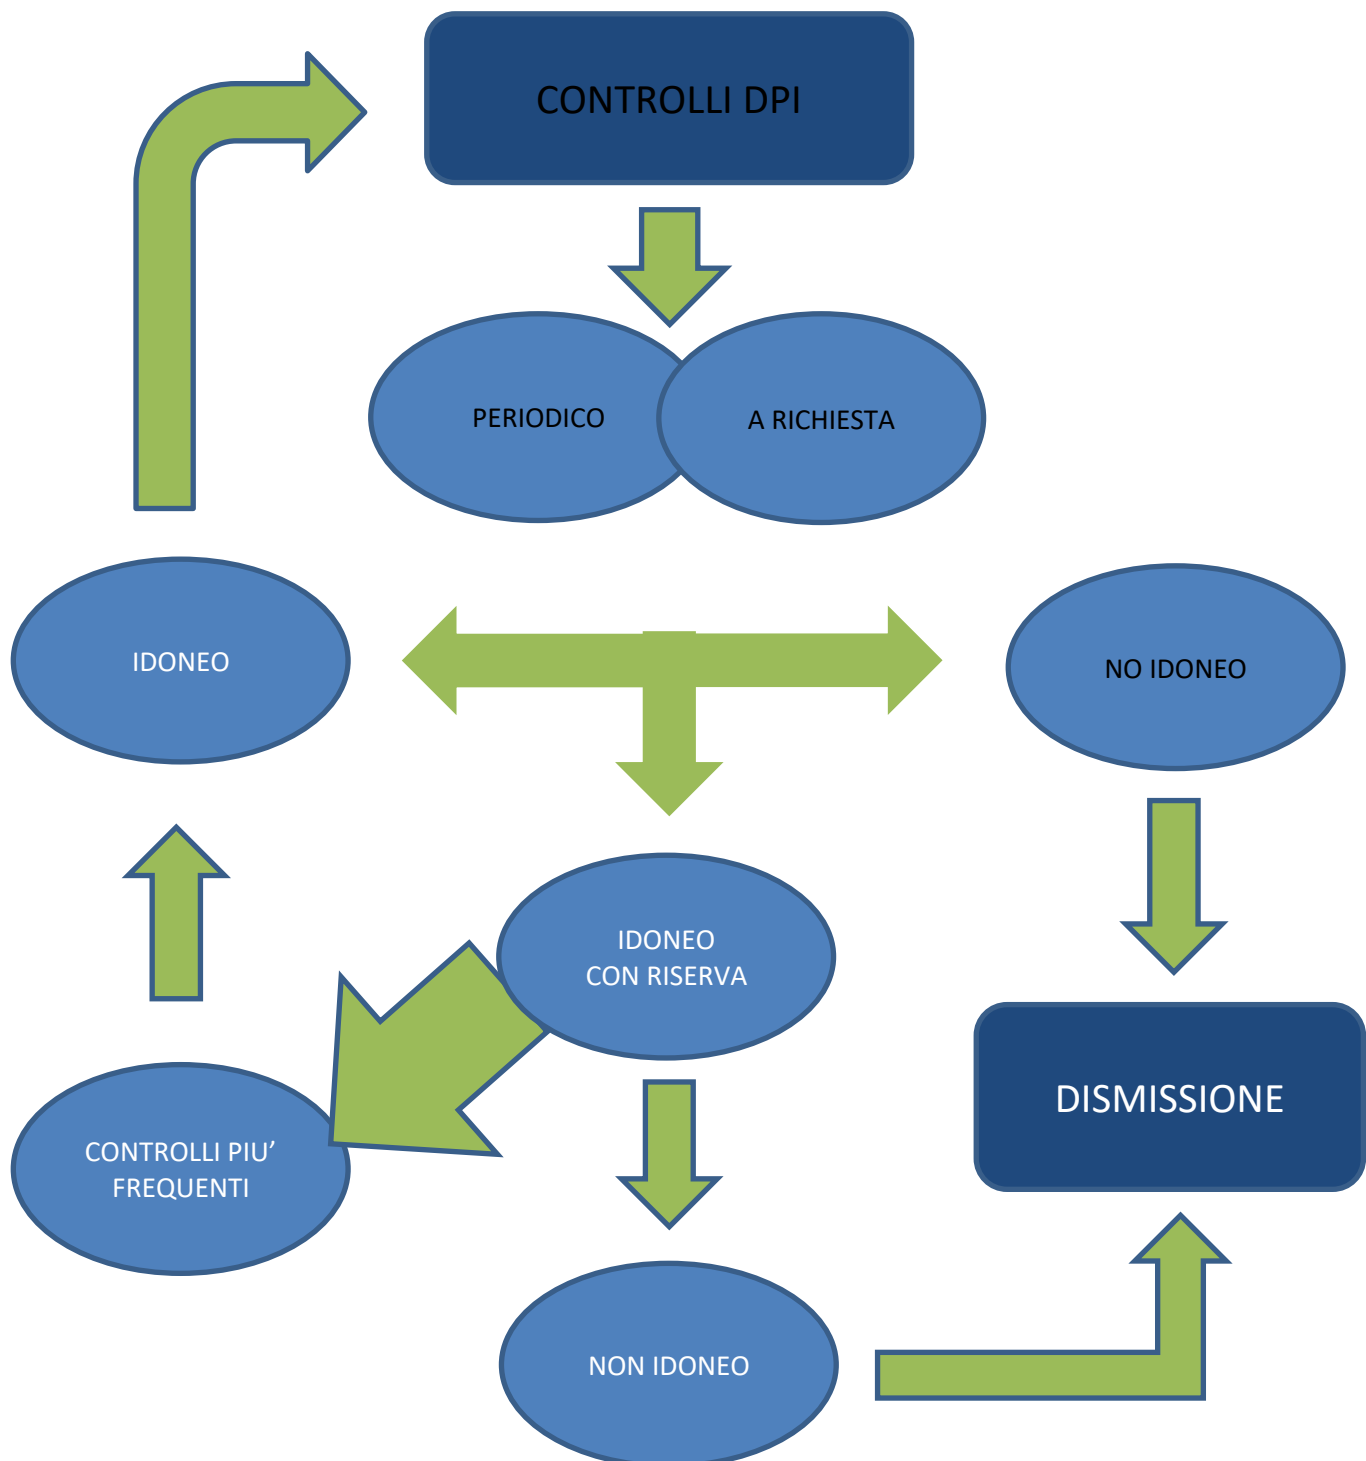 CONTROLLI DPI
PERIODICO
A RICHIESTA
IDONEO
NO IDONEO
IDONEO
CON RISERVA
DISMISSIONE
CONTROLLI PIU’
FREQUENTI
NON IDONEO